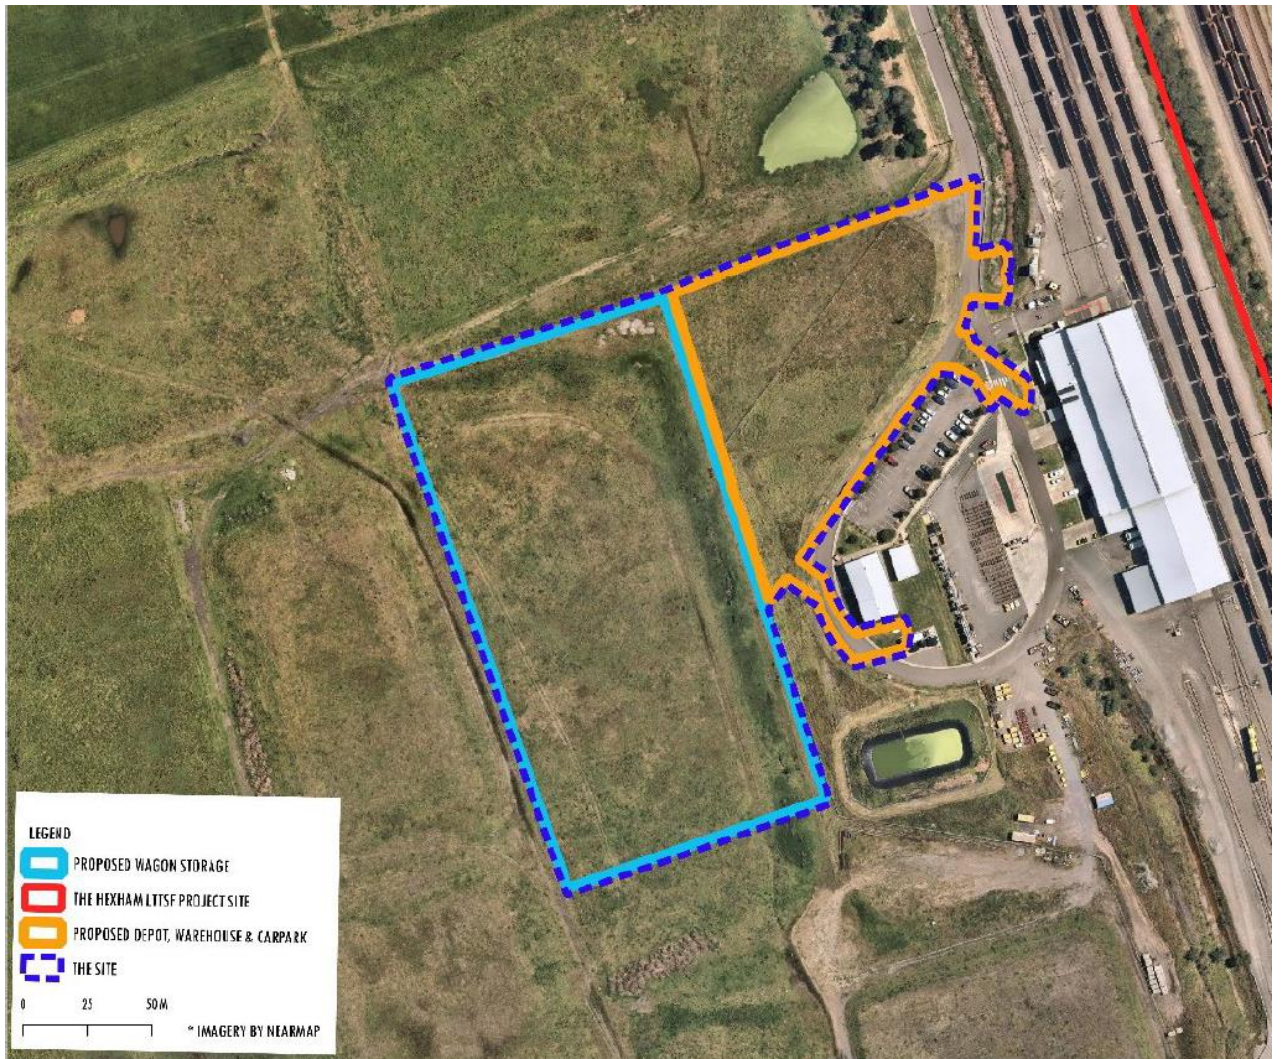 LEGEND
PROPOSED WAGON STORAGE
THE HEXHAM LTTSF PROJECT SITE
PROPOSED DEPOT, WAREHOUSE & CARPARK
THE SITE
0 25 50M
* IMAGERY BY NEARMAP